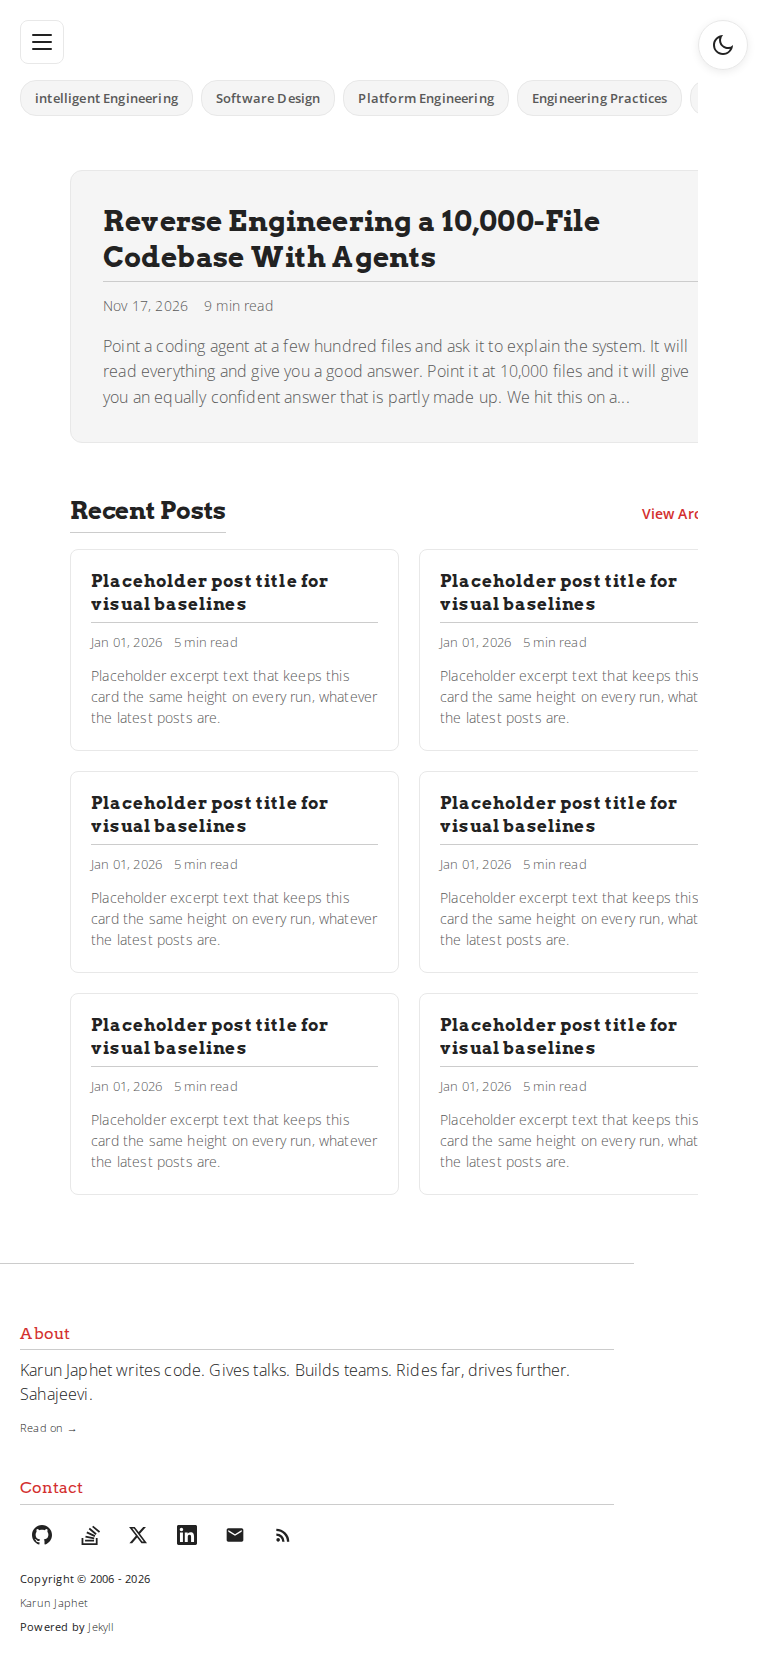 intelligent Engineering Software Design Platform Engineering Engineering Practices
Reverse Engineering a 10,000-File
Codebase With Agents
Nov 17, 2026 9 min read
Point a coding agent at a few hundred files and ask it to explain the system. It will
read everything and give you a good answer. Point it at 10,000 files and it will give
you an equally confident answer that is partly made up. We hit this on a...
Recent Posts
View
Placeholder post title for
visual baselines
Jan 01, 2026 5 min read
Placeholder excerpt text that keeps this
card the same height on every run, whatever
the latest posts are.
Placeholder post title for
visual baselines
Jan 01, 2026 5 min read
Placeholder excerpt text that keeps this
card the same height on every run,
the latest posts are.
Placeholder post title for
visual baselines
Jan 01, 2026 5 min read
Placeholder excerpt text that keeps this
card the same height on every run, whatever
the latest posts are.
Placeholder post title for
visual baselines
Jan 01, 2026 5 min read
Placeholder excerpt text that keeps this
card the same height on every run,
the latest posts are.
Placeholder post title for
visual baselines
Jan 01, 2026 5 min read
Placeholder excerpt text that keeps this
card the same height on every run, whatever
the latest posts are.
Placeholder post title for
visual baselines
Jan 01, 2026 5 min read
Placeholder excerpt text that keeps this
card the same height on every run,
the latest posts are.
About
Karun Japhet writes code. Gives talks. Builds teams. Rides far, drives further.
Sahajeevi.
Read on →
Contact
Copyright © 2006 - 2026
Karun Japhet
Powered by Jekyll